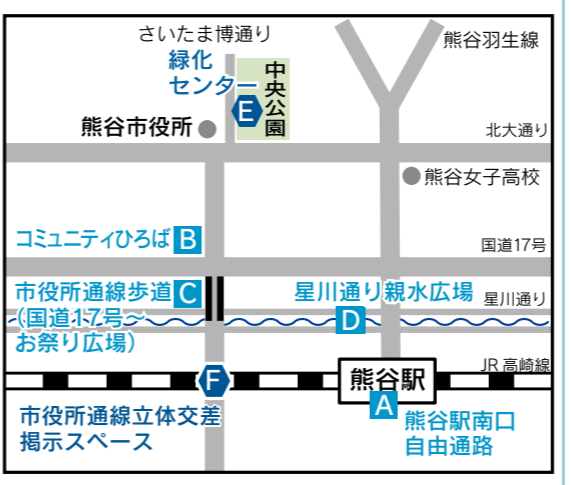 さいたま博通り
熊谷羽生線
緑化
センター
E
中央公園
熊谷市役所
北大通り
熊谷女子高校
コミュニティひろば B
国道17号
市役所通線歩道 C
(国道17号～
お祭り広場)
星川通り親水広場
D
星川通り
JR高崎線
F
熊谷駅
A
市役所通線立体交差
掲示スペース
熊谷駅南口
自由通路